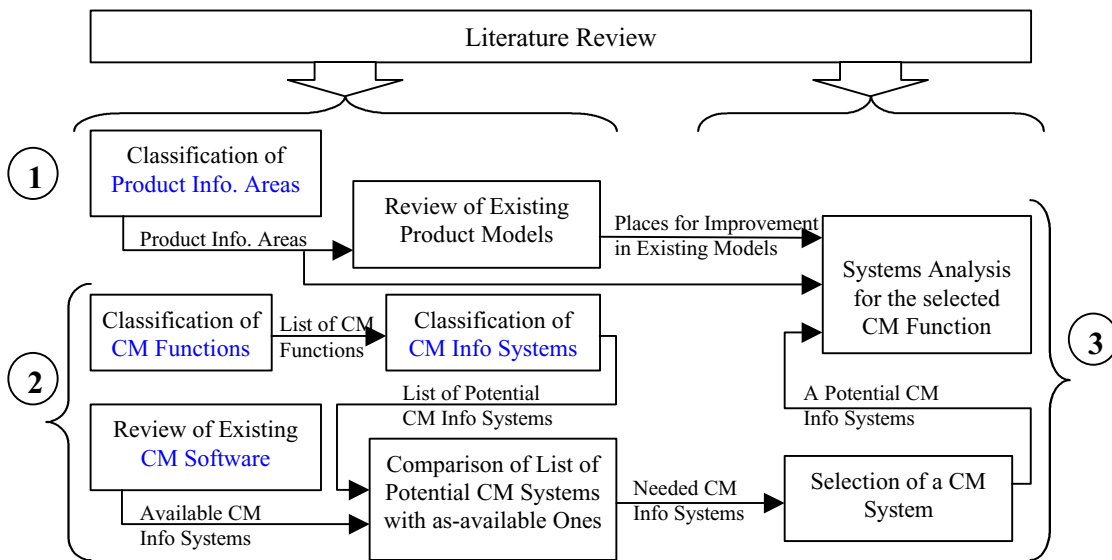 Literature Review
1
Classification of
Product Info. Areas
Product Info. Areas
Review of Existing
Product Models
Places for Improvement
in Existing Models
Systems Analysis
for the selected
CM Function
2
Classification of
CM Functions
List of CM
Functions
Classification of
CM Info Systems
List of Potential
CM Info Systems
Review of Existing
CM Software
Available CM
Info Systems
Comparison of List of
Potential CM Systems
with as-available Ones
Needed CM
Info Systems
Selection of a CM
System
A Potential CM
Info Systems
3